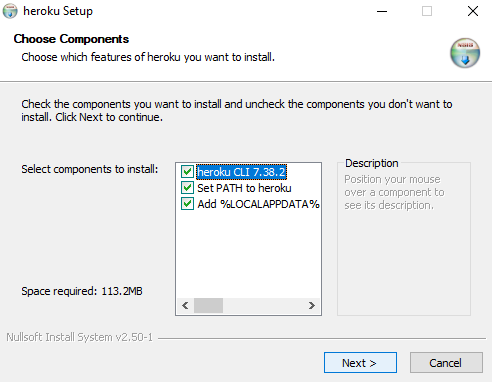 heroku Setup
Choose Components
Choose which features of heroku you want to install.
Check the components you want to install and uncheck the components you don't want to
install. Click Next to continue.
Select components to install:
heroku CLI 7.38.2
Set PATH to heroku
Add %LOCALAPPDATA%
Description
Position your mouse
over a component to
see its description.
Space required: 113.2MB
Nullsoft Install System v2.50-1
Next >
Cancel